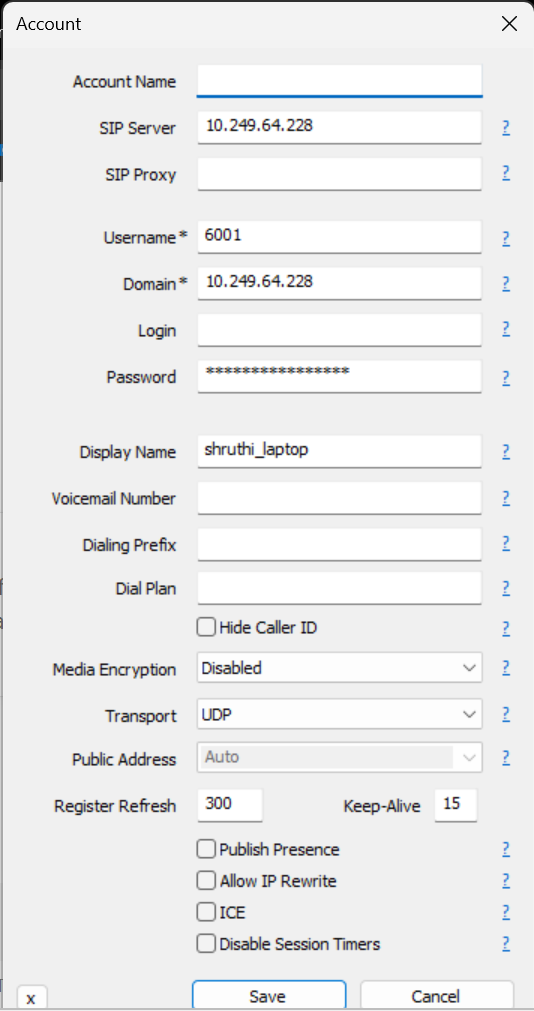 Account
Account Name
SIP Server 10.249.64.228 ?
SIP Proxy ?
Username* 6001 ?
Domain* 10.249.64.228 ?
Login ?
Password **************** ?
Display Name shruthi_laptop ?
Voicemail Number ?
Dialing Prefix ?
Dial Plan ?
Hide Caller ID ?
Media Encryption Disabled ?
Transport UDP ?
Public Address Auto ?
Register Refresh 300 Keep-Alive 15
Publish Presence ?
Allow IP Rewrite ?
ICE ?
Disable Session Timers ?
x Save Cancel